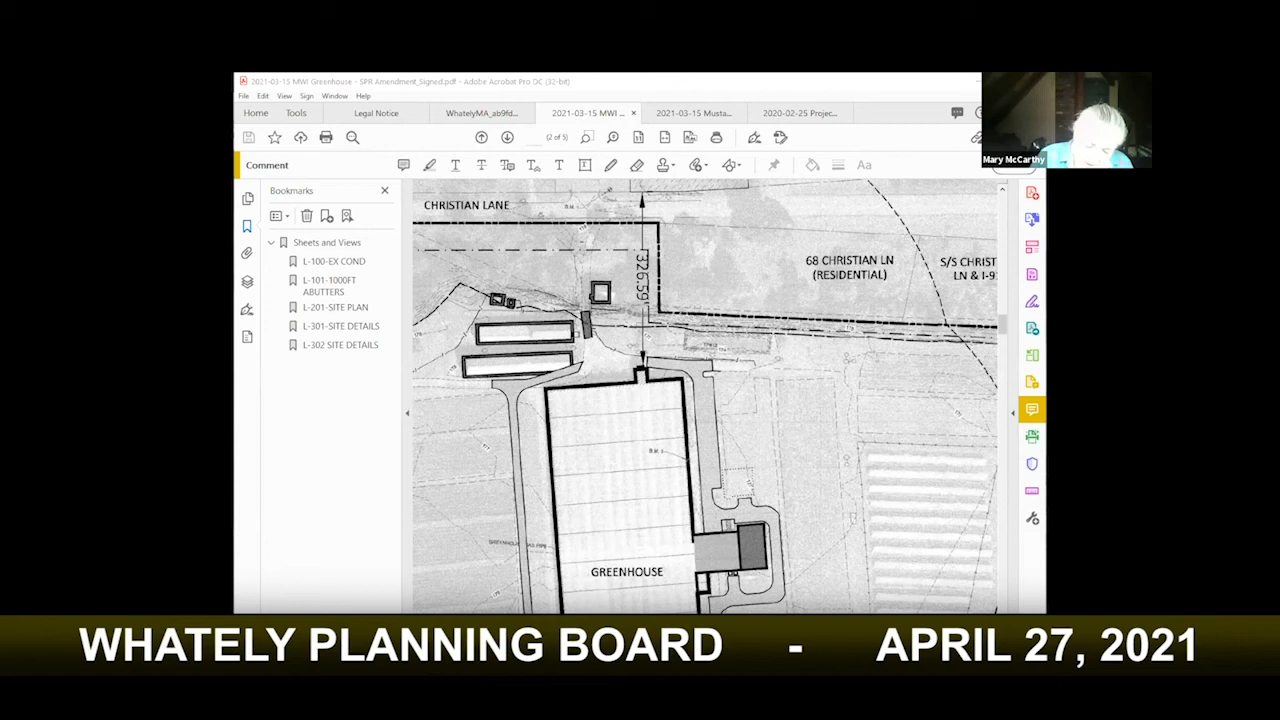 2021-03-15 MWI Greenhouse - SPR Amendment_Signed.pdf - Adobe Acrobat Pro DC (32-bit)
File Edit View Sign Window Help
Home Tools Legal Notice WhatelyMA_ab9fd... 2021-03-15 MWI ... × 2021-03-15 Musta... 2020-02-25 Projec...
(2 of 5)
Mary McCarthy
Comment
Aa
Bookmarks
Sheets and Views
L-100-EX COND
L-101-1000FT
ABUTTERS
L-201-SITE PLAN
L-301-SITE DETAILS
L-302 SITE DETAILS
CHRISTIAN LANE
326.59'
68 CHRISTIAN LN
(RESIDENTIAL)
S/S CHRIST
LN & I-91
GREENHOUSE
WHATELY PLANNING BOARD - APRIL 27, 2021